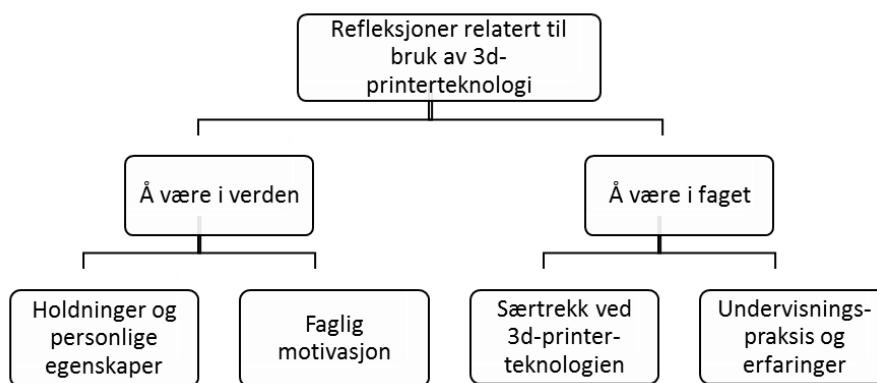 Refleksjoner relatert til
bruk av 3d-
printerteknologi
Å være i verden
Å være i faget
Holdninger og
personlige
egenskaper
Faglig
motivasjon
Særtrekk ved
3d-printer-
teknologien
Undervisnings-
praksis og
erfaringer